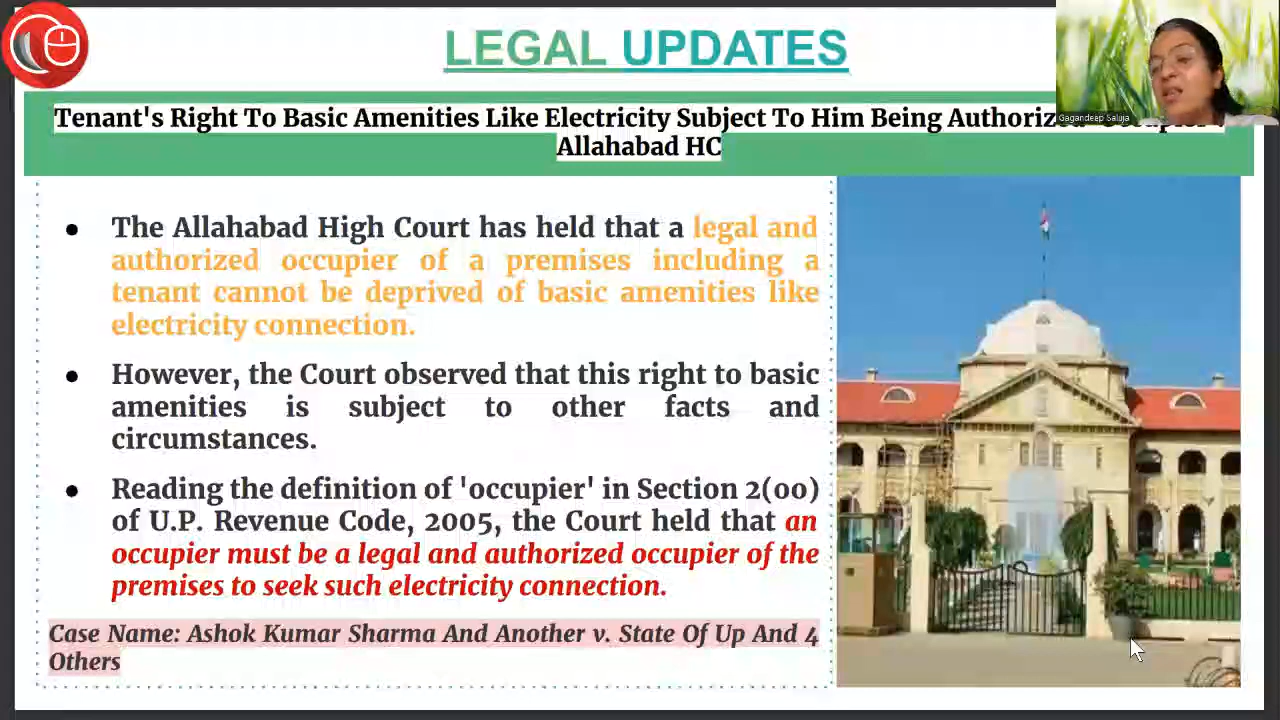 LEGAL UPDATES
Gagandeep Saluja
Tenant's Right To Basic Amenities Like Electricity Subject To Him Being
Allahabad HC
● The Allahabad High Court has held that a legal and
authorized occupier of a premises including a
tenant cannot be deprived of basic amenities like
electricity connection.
● However, the Court observed that this right to basic
amenities is subject to other facts and
circumstances.
● Reading the definition of 'occupier' in Section 2(oo)
of U.P. Revenue Code, 2005, the Court held that an
occupier must be a legal and authorized occupier of the
premises to seek such electricity connection.
Case Name: Ashok Kumar Sharma And Another v. State Of Up And 4
Others